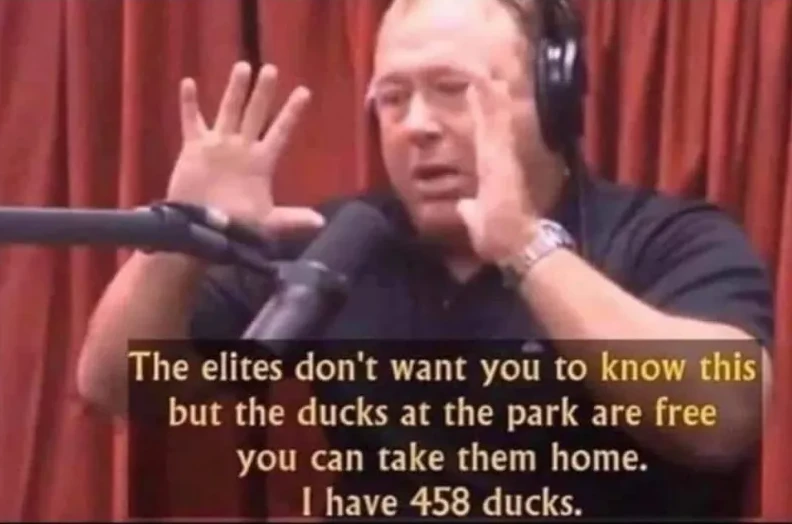 The elites don't want you to know this
but the ducks at the park are free
you can take them home.
I have 458 ducks.